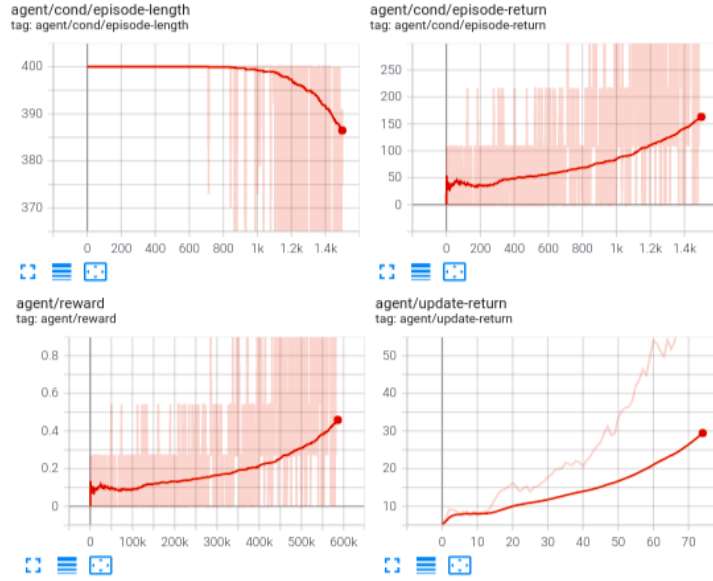 agent/cond/episode-length
tag: agent/cond/episode-length
400
390
380
370
0 200 400 600 800 1k 1.2k 1.4k
agent/cond/episode-return
tag: agent/cond/episode-return
250
200
150
100
50
0
0 200 400 600 800 1k 1.2k 1.4k
agent/reward
tag: agent/reward
0.8
0.6
0.4
0.2
0
0 100k 200k 300k 400k 500k 600k
agent/update-return
tag: agent/update-return
50
40
30
20
10
0 10 20 30 40 50 60 70